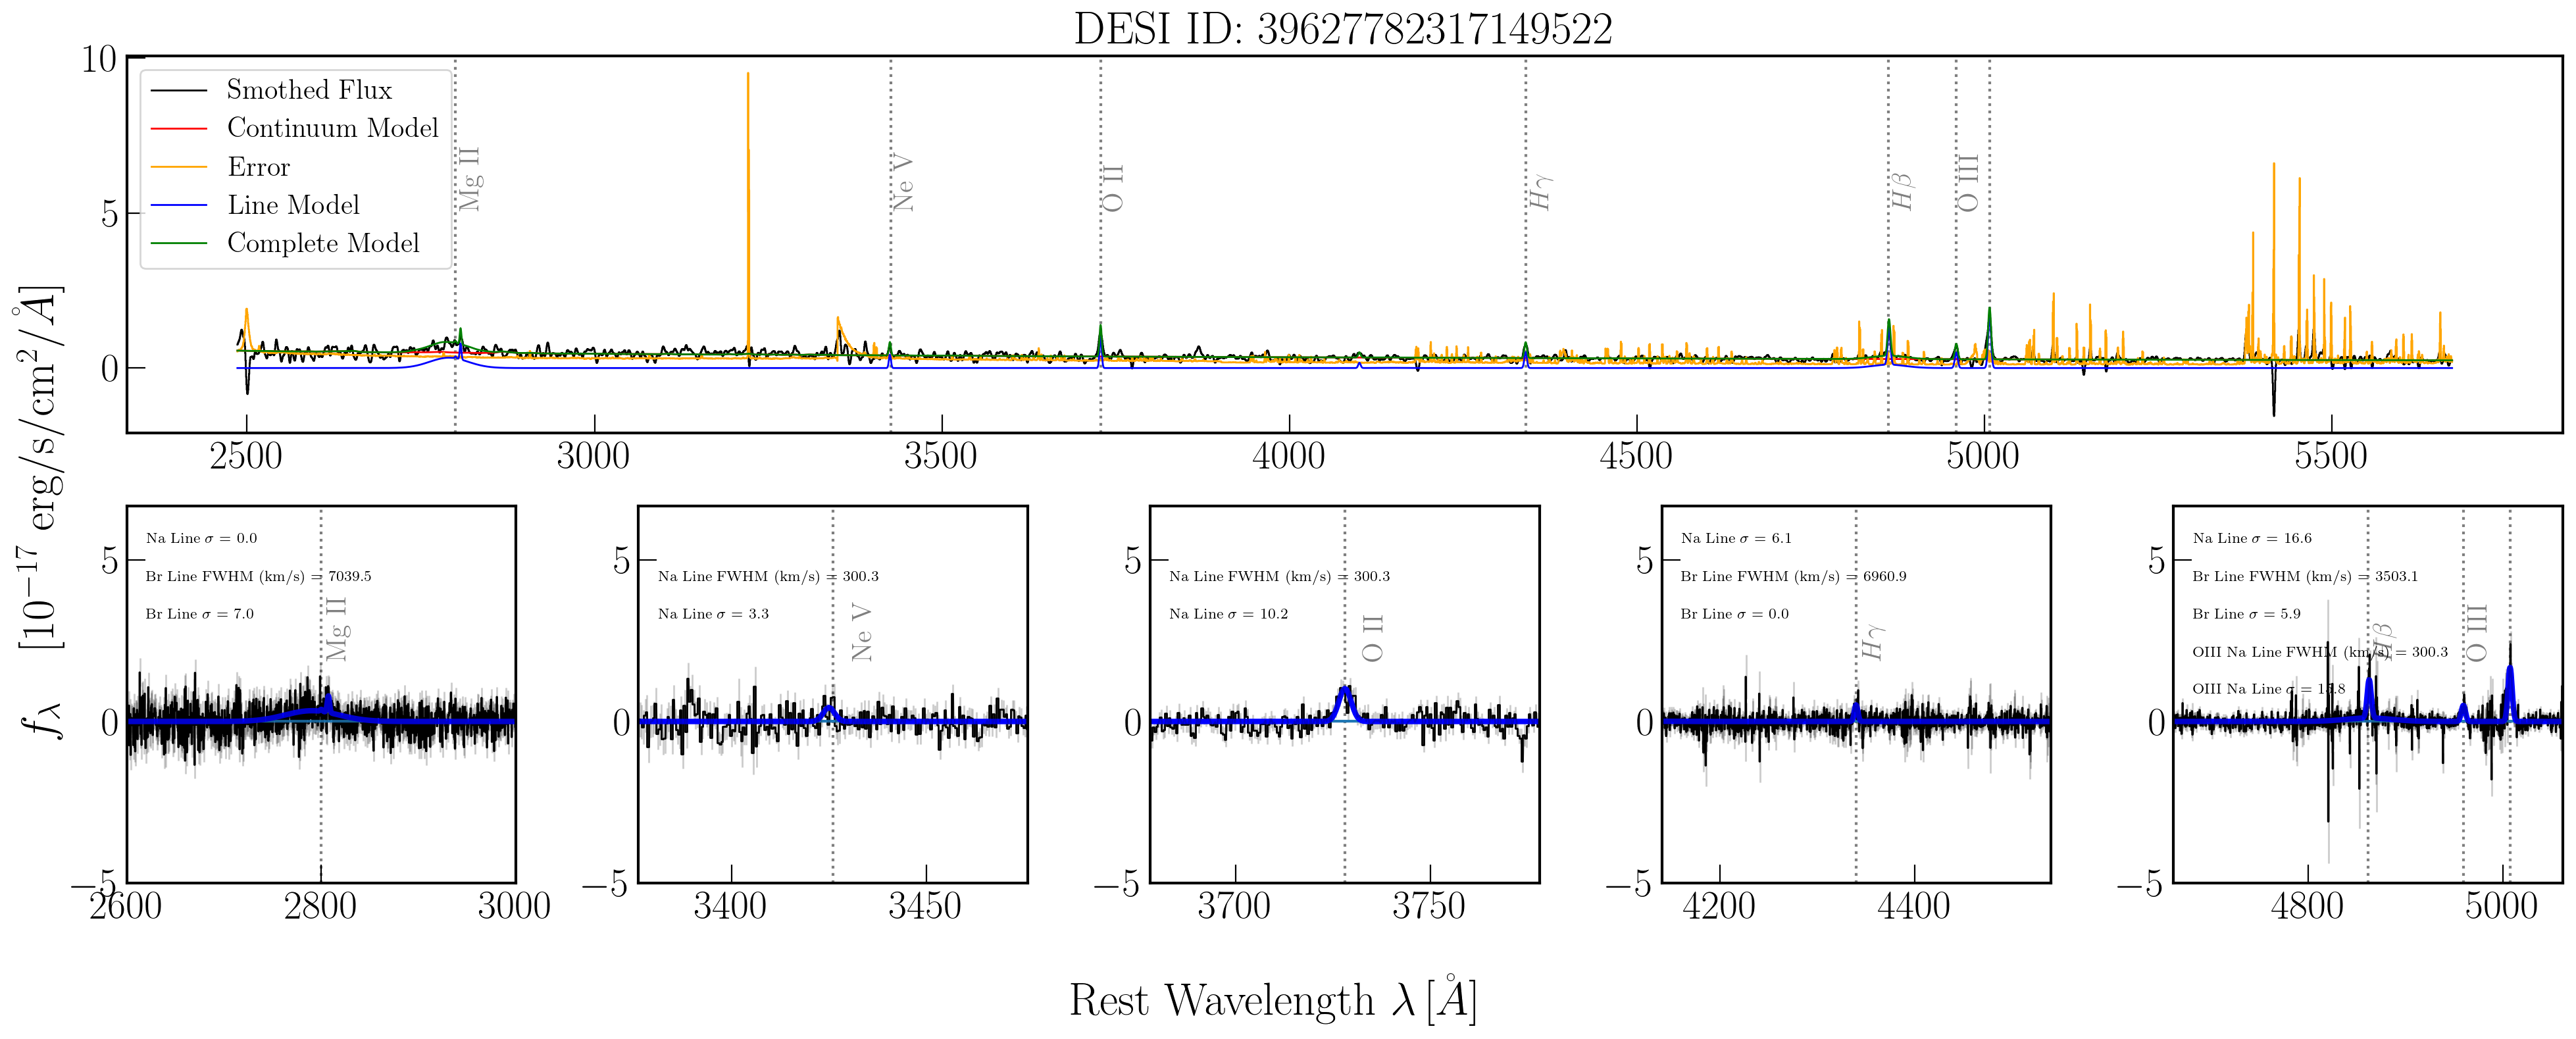 DESI ID: 39627782317149522
10
5
0
Smothed Flux
Continuum Model
Error
Line Model
Complete Model
Mg II
Ne V
O II
Hγ
Hβ
O III
2500 3000 3500 4000 4500 5000 5500
f_λ [10^{-17} erg/s/cm^2/Å]
Na Line σ = 0.0
Br Line FWHM (km/s) = 7039.5
Br Line σ = 7.0
Mg II
5
0
−5
2600 2800 3000
Na Line FWHM (km/s) = 300.3
Na Line σ = 3.3
Ne V
5
0
−5
3400 3450
Na Line FWHM (km/s) = 300.3
Na Line σ = 10.2
O II
5
0
−5
3700 3750
Na Line σ = 6.1
Br Line FWHM (km/s) = 6960.9
Br Line σ = 0.0
Hγ
5
0
−5
4200 4400
Na Line σ = 16.6
Br Line FWHM (km/s) = 3503.1
Br Line σ = 5.9
OIII Na Line FWHM (km/s) = 300.3
OIII Na Line σ = 15.8
Hβ
O III
5
0
−5
4800 5000
Rest Wavelength λ [Å]